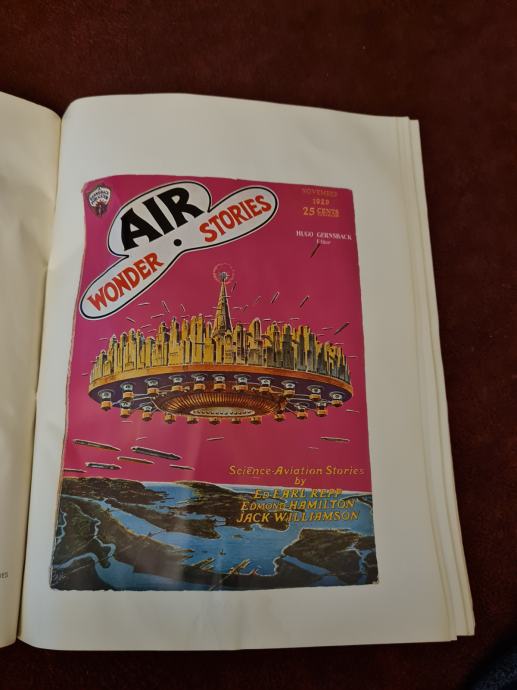 AIR
WONDER · STORIES
NOVEMBER
1929
25 CENTS
HUGO GERNSBACK
Editor
Science-Aviation Stories
by
ED EARL REPP
EDMOND HAMILTON
JACK WILLIAMSON